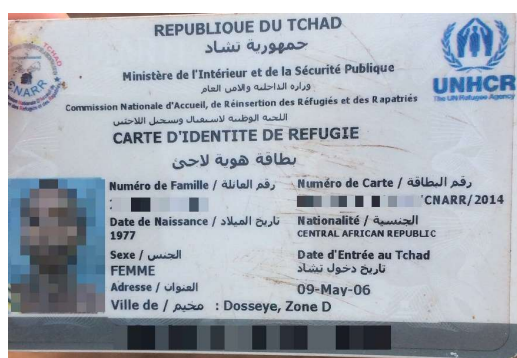 REPUBLIQUE DU TCHAD
جمهورية تشاد
Ministère de l'Intérieur et de la Sécurité Publique
وزارة الداخلية والامن العام
Commission Nationale d'Accueil, de Réinsertion des Réfugiés et des Rapatriés
اللجنة الوطنية لاستقبال وتسجيل اللاجئين
CNARR
TCHAD
UNHCR
The UN Refugee Agency
CARTE D'IDENTITE DE REFUGIE
بطاقة هوية لاجئ
Numéro de Famille / رقم العائلة
Numéro de Carte / رقم البطاقة
:
CNARR/2014
Date de Naissance / تاريخ الميلاد
Nationalité / الجنسية
1977
CENTRAL AFRICAN REPUBLIC
Sexe / الجنس
Date d'Entrée au Tchad
FEMME
تاريخ دخول تشاد
Adresse / العنوان
09-May-06
Ville de / مخيم : Dosseye, Zone D